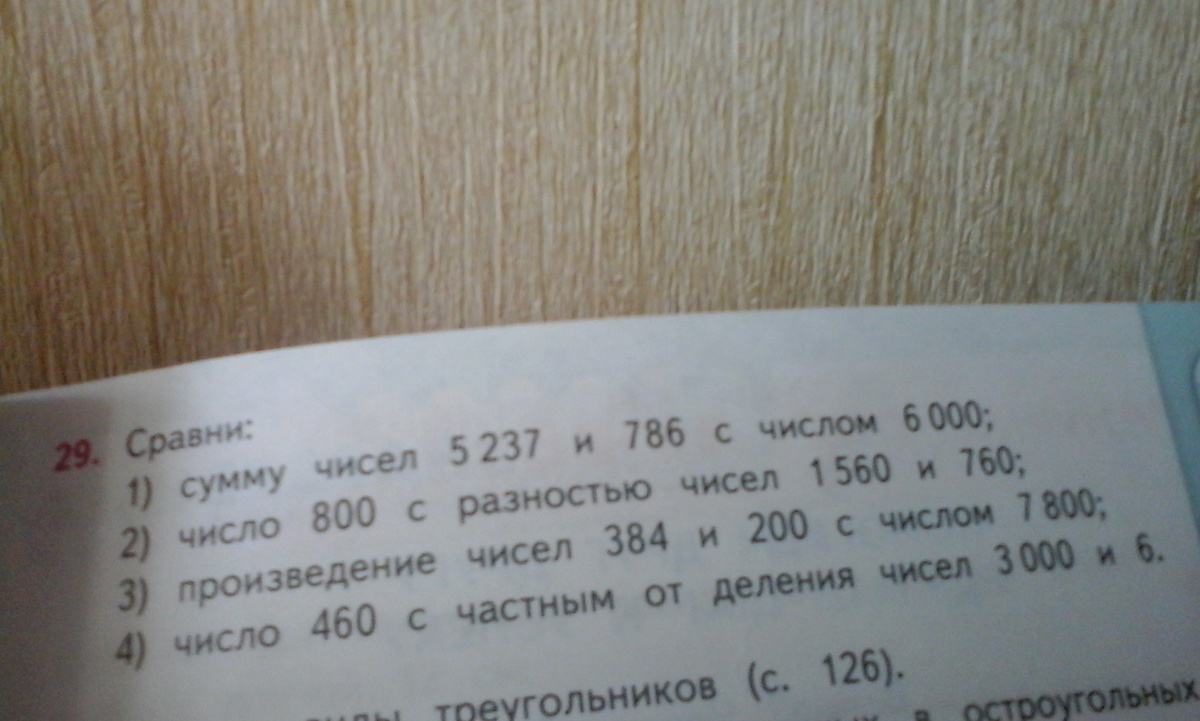 29. Сравни:
1) сумму чисел 5 237 и 786 с числом 6 000;
2) число 800 с разностью чисел 1 560 и 760;
3) произведение чисел 384 и 200 с числом 7 800;
4) число 460 с частным от деления чисел 3 000 и 6.
треугольников (с. 126).
в остроугольных